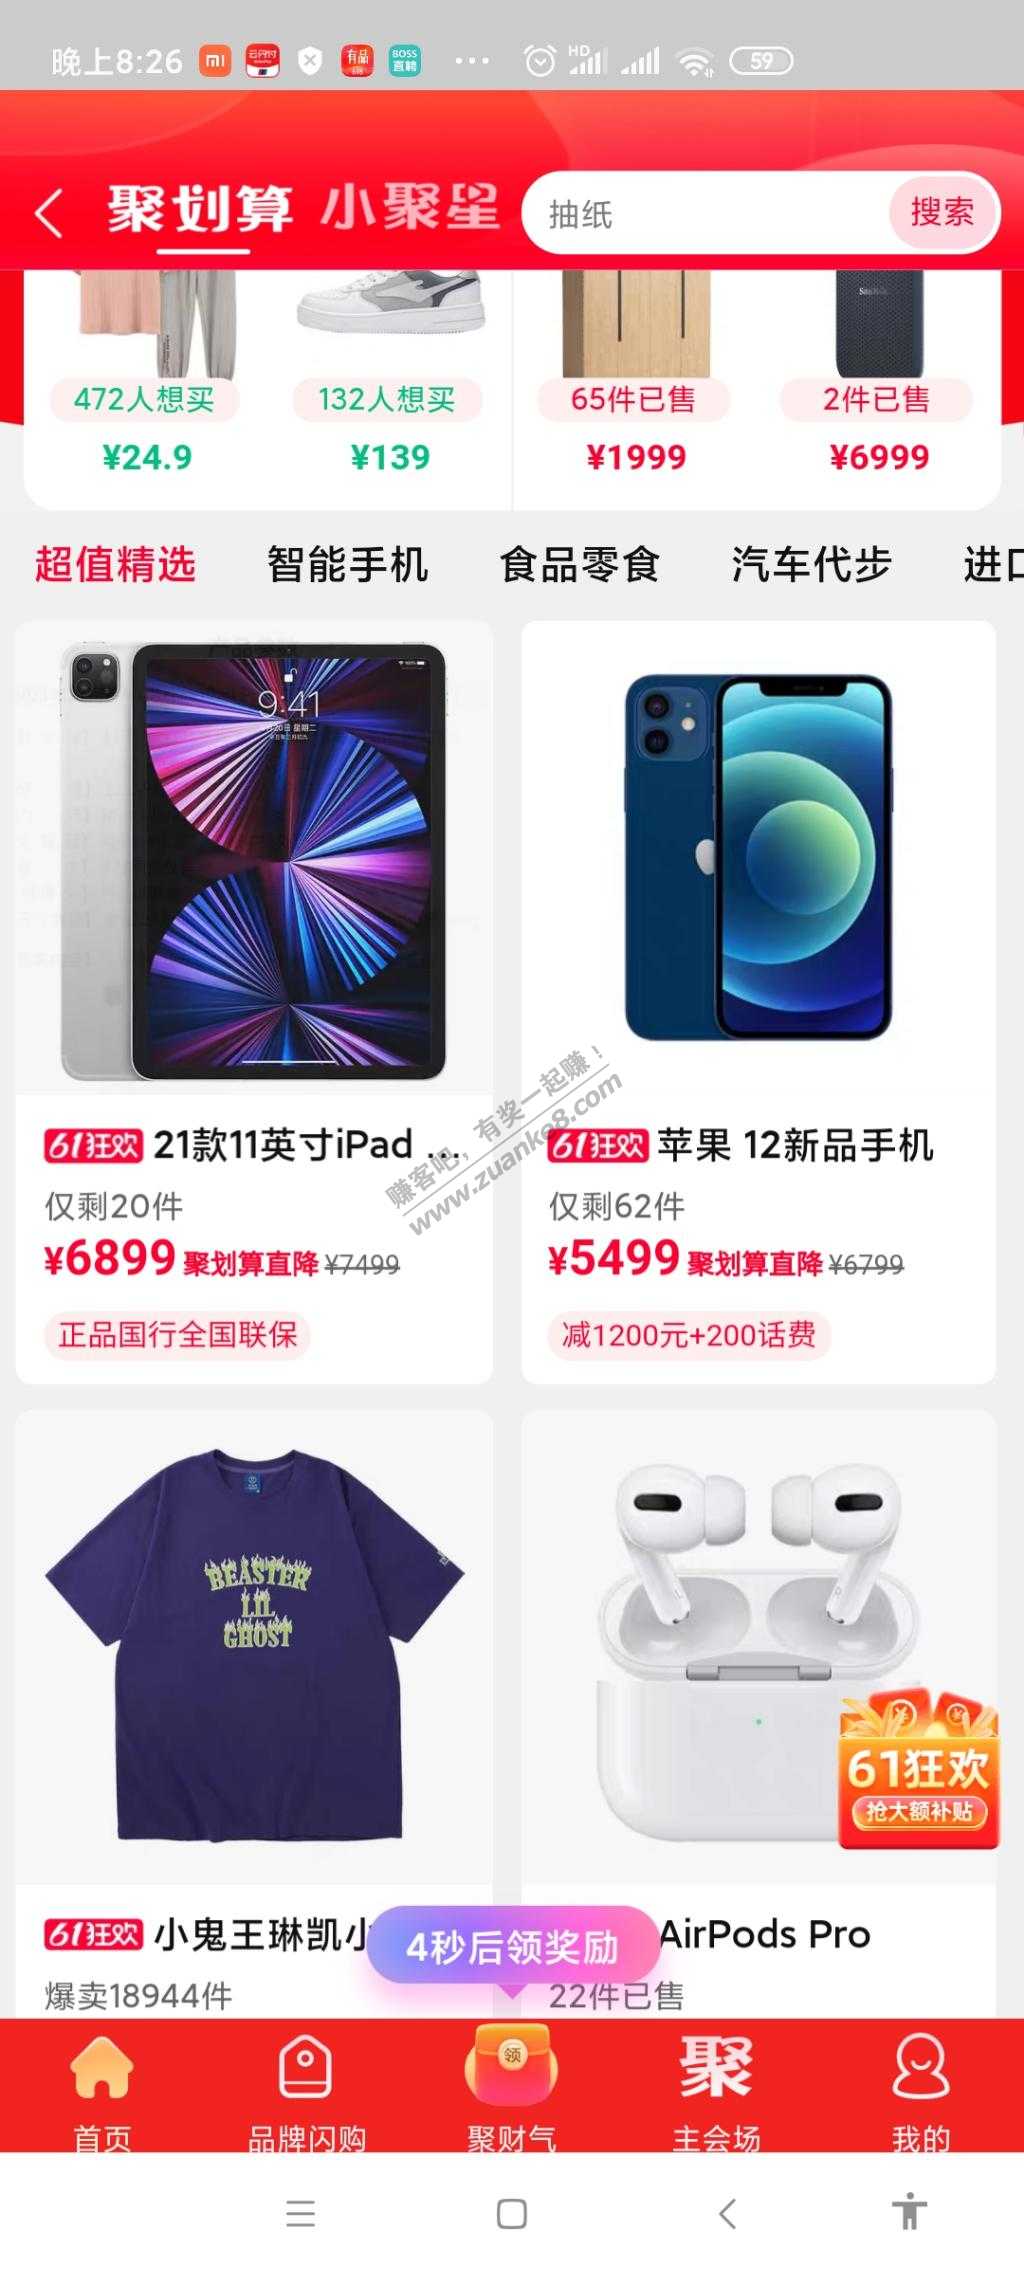 晚上8:26
云闪付
有品
BOSS
直聘
HD
59
聚划算
小聚星
抽纸
搜索
SanDisk
472人想买
132人想买
65件已售
2件已售
¥24.9
¥139
¥1999
¥6999
超值精选
智能手机
食品零食
汽车代步
进口
9:41
61狂欢 21款11英寸iPad ...
61狂欢 苹果 12新品手机
仅剩20件
仅剩62件
¥6899 聚划算直降 ¥7499
¥5499 聚划算直降 ¥6799
正品国行全国联保
减1200元+200话费
赚客吧，有奖一起赚！
www.zuanke8.com
BEASTER
LIL
GHOST
61狂欢
抢大额补贴
61狂欢 小鬼王琳凯小
AirPods Pro
4秒后领奖励
爆卖18944件
22件已售
领
聚
首页
品牌闪购
聚财气
主会场
我的